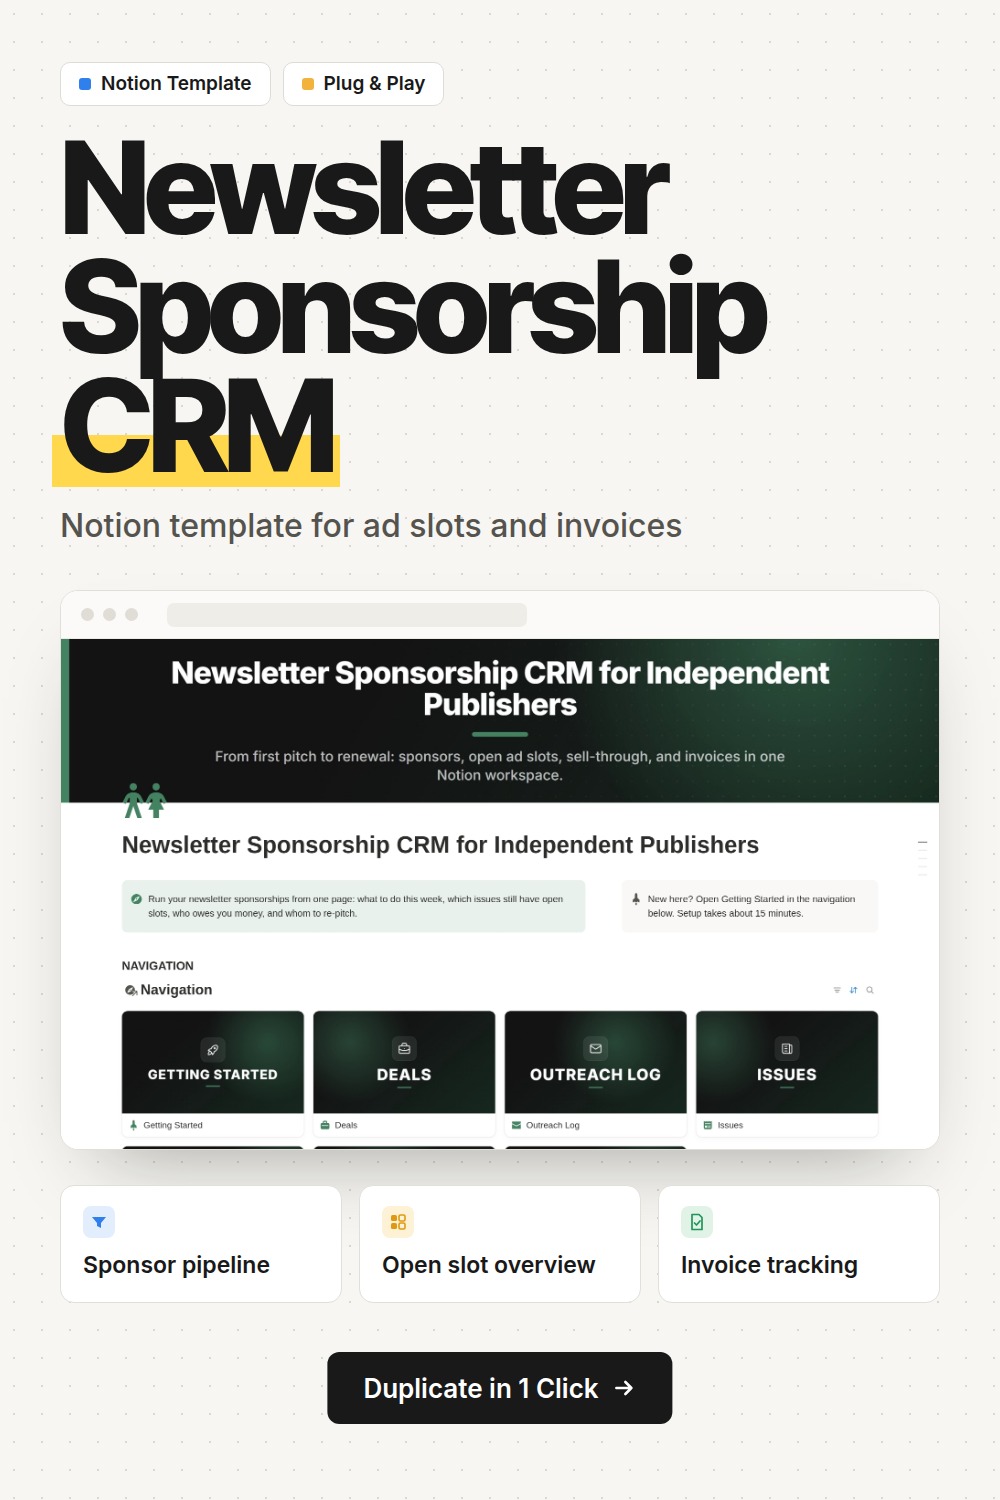 Notion Template
Plug & Play
Newsletter
Sponsorship
CRM
Notion template for ad slots and invoices
Newsletter Sponsorship CRM for Independent
Publishers
From first pitch to renewal: sponsors, open ad slots, sell-through, and invoices in one
Notion workspace.
Newsletter Sponsorship CRM for Independent Publishers
Run your newsletter sponsorships from one page: what to do this week, which issues still have open
slots, who owes you money, and whom to re-pitch.
New here? Open Getting Started in the navigation
below. Setup takes about 15 minutes.
NAVIGATION
Navigation
GETTING STARTED
DEALS
OUTREACH LOG
ISSUES
Getting Started
Deals
Outreach Log
Issues
Sponsor pipeline
Open slot overview
Invoice tracking
Duplicate in 1 Click →